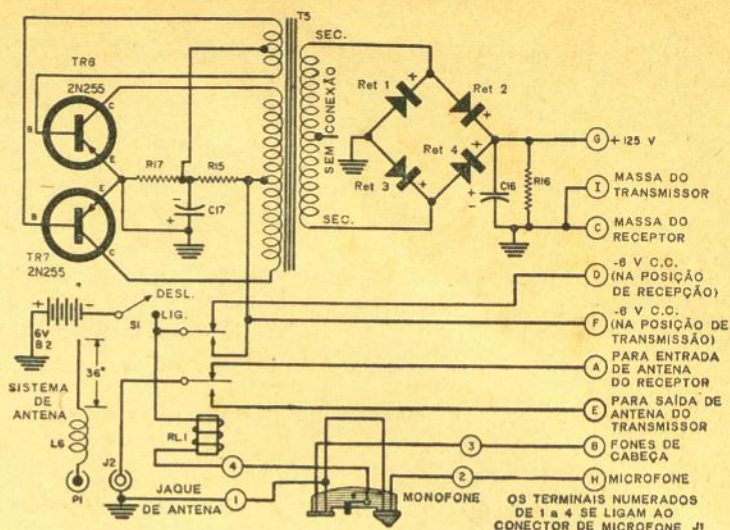 T5
SEC.
TR6
2N255
C
B
E
Ret 1
+
Ret 2
+
SEM CONEXÃO
R17
R15
E
C17
-
+
B
C
TR7
2N255
Ret 3
+
Ret 4
+
SEC.
C16
+
-
R16
G +125 V
I MASSA DO
TRANSMISSOR
C MASSA DO
RECEPTOR
D -6 V C.C.
(NA POSIÇÃO
DE RECEPÇÃO)
F -6 V C.C.
(NA POSIÇÃO DE
TRANSMISSÃO)
A PARA ENTRADA
DE ANTENA
DO RECEPTOR
E PARA SAÍDA DE
ANTENA DO
TRANSMISSOR
B FONES DE
CABEÇA
H MICROFONE
+ -
6V
B2
DESL.
S1
LIG.
SISTEMA
DE
ANTENA
36"
L6
P1
J2
RL.1
4
3
2
1
JAQUE
DE ANTENA
MONOFONE
OS TERMINAIS NUMERADOS
DE 1 a 4 SE LIGAM AO
CONECTOR DE MICROFONE J1